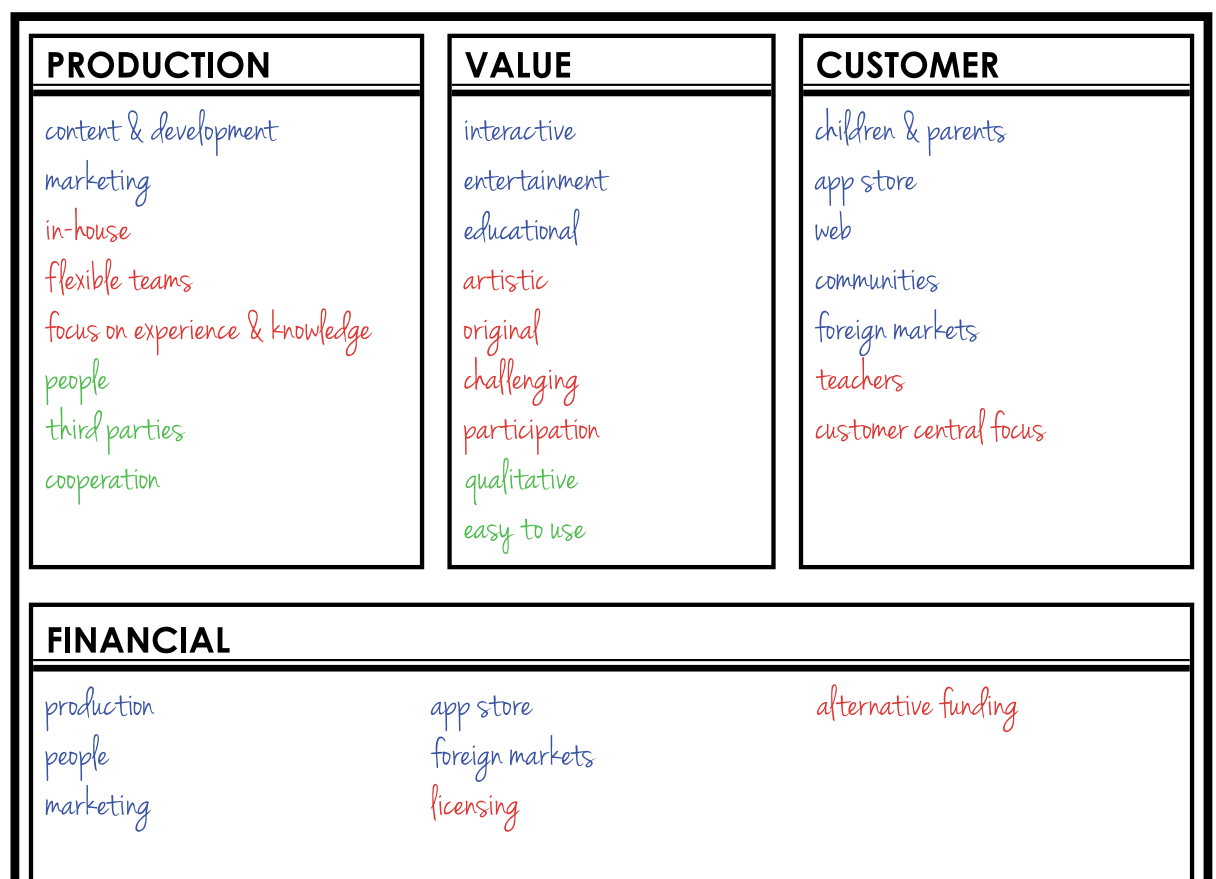 PRODUCTION
content & development
marketing
in-house
flexible teams
focus on experience & knowledge
people
third parties
cooperation
VALUE
interactive
entertainment
educational
artistic
original
challenging
participation
qualitative
easy to use
CUSTOMER
children & parents
app store
web
communities
foreign markets
teachers
customer central focus
FINANCIAL
production
people
marketing
app store
foreign markets
licensing
alternative funding